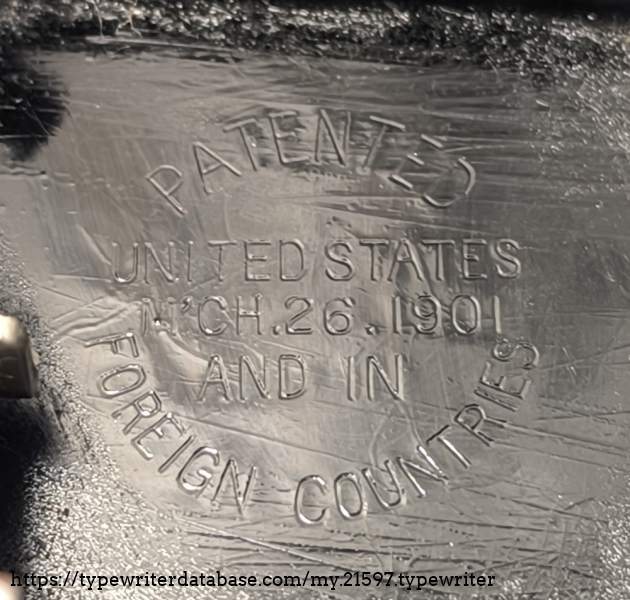 PATENTED
UNITED STATES
M'CH.26.1901
AND IN
FOREIGN COUNTRIES
https://typewriterdatabase.com/my.21597.typewriter